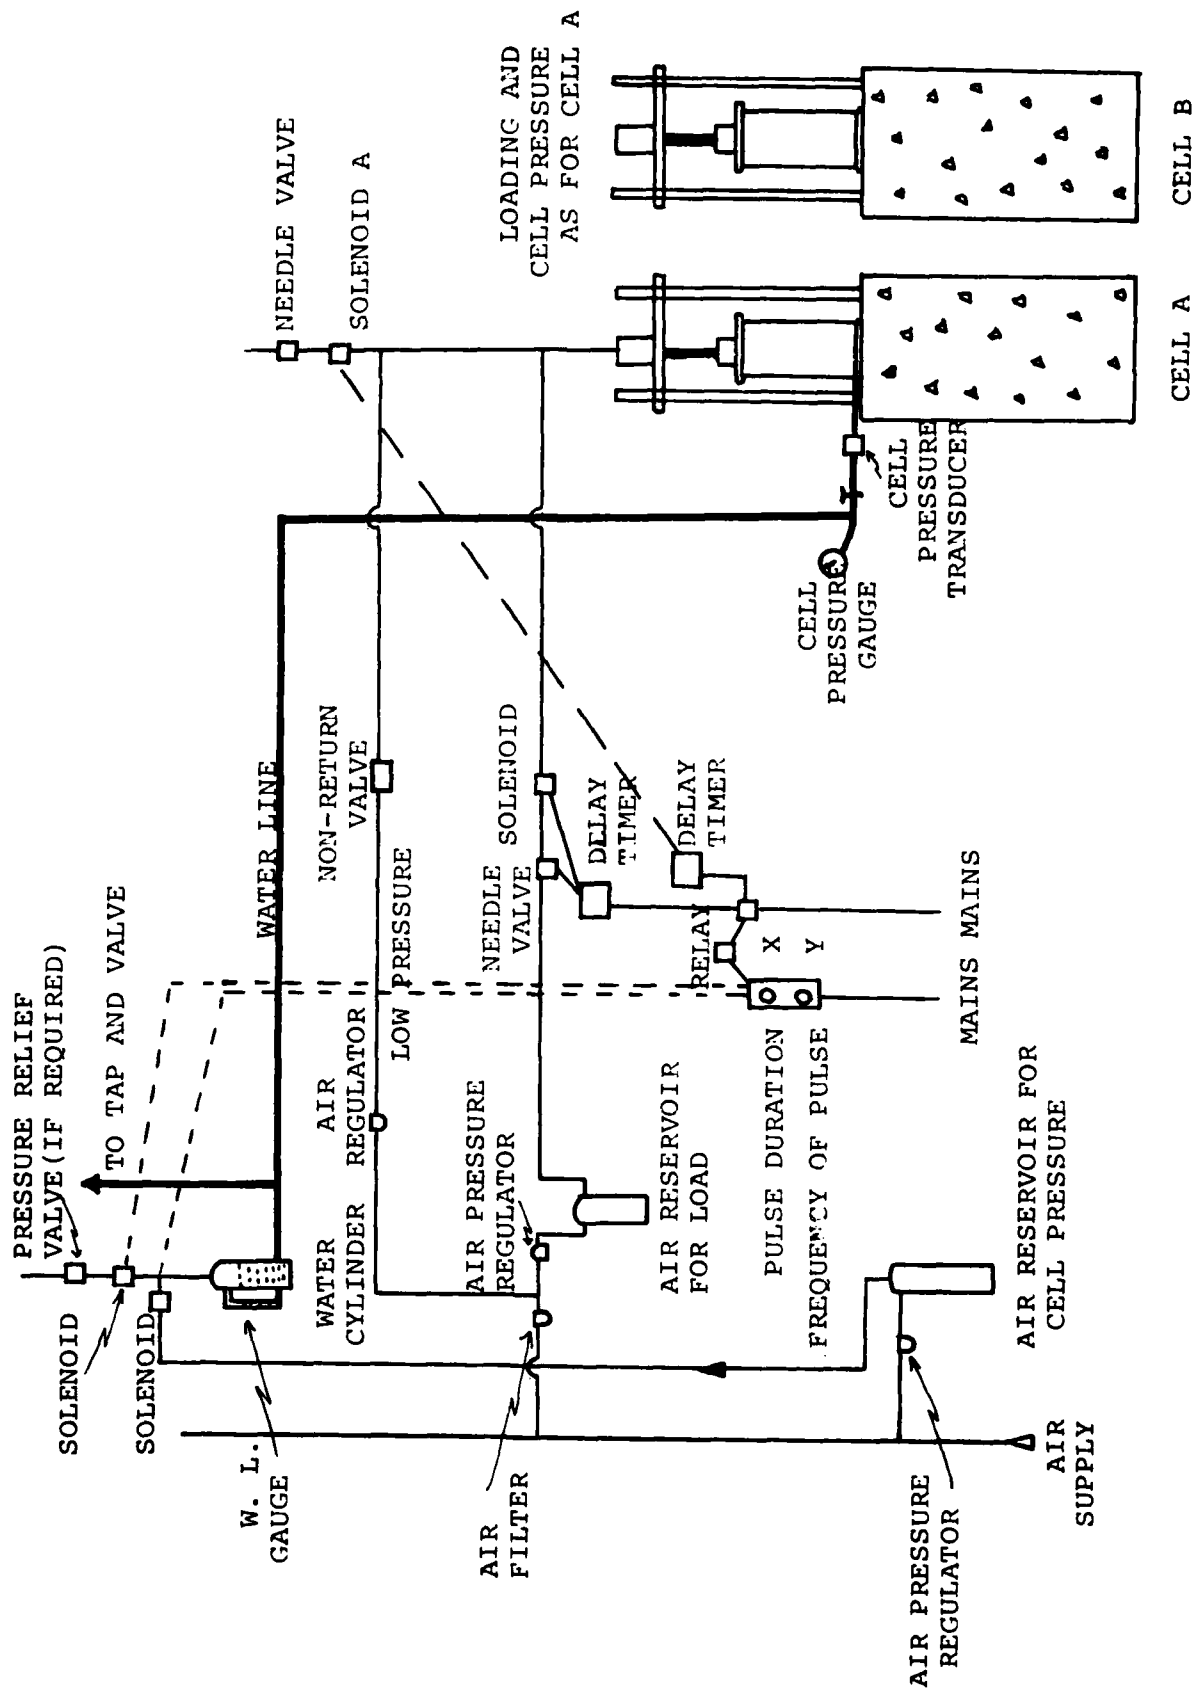 PRESSURE RELIEF
VALVE(IF REQUIRED)
SOLENOID
SOLENOID
TO TAP AND VALVE
NEEDLE VALVE
SOLENOID A
W. L.
GAUGE
WATER LINE
WATER
CYLINDER
AIR
REGULATOR
NON-RETURN
VALVE
LOW PRESSURE
AIR
FILTER
AIR PRESSURE
REGULATOR
NEEDLE
VALVE
SOLENOID
LOADING AND
CELL PRESSURE
AS FOR CELL A
DELAY
TIMER
DELAY
TIMER
AIR RESERVOIR
FOR LOAD
RELAY
X
Y
PULSE DURATION
FREQUENCY OF PULSE
CELL
PRESSURE
GAUGE
CELL
PRESSURE
TRANSDUCER
AIR PRESSURE
REGULATOR
AIR
SUPPLY
AIR RESERVOIR FOR
CELL PRESSURE
MAINS MAINS
CELL A
CELL B